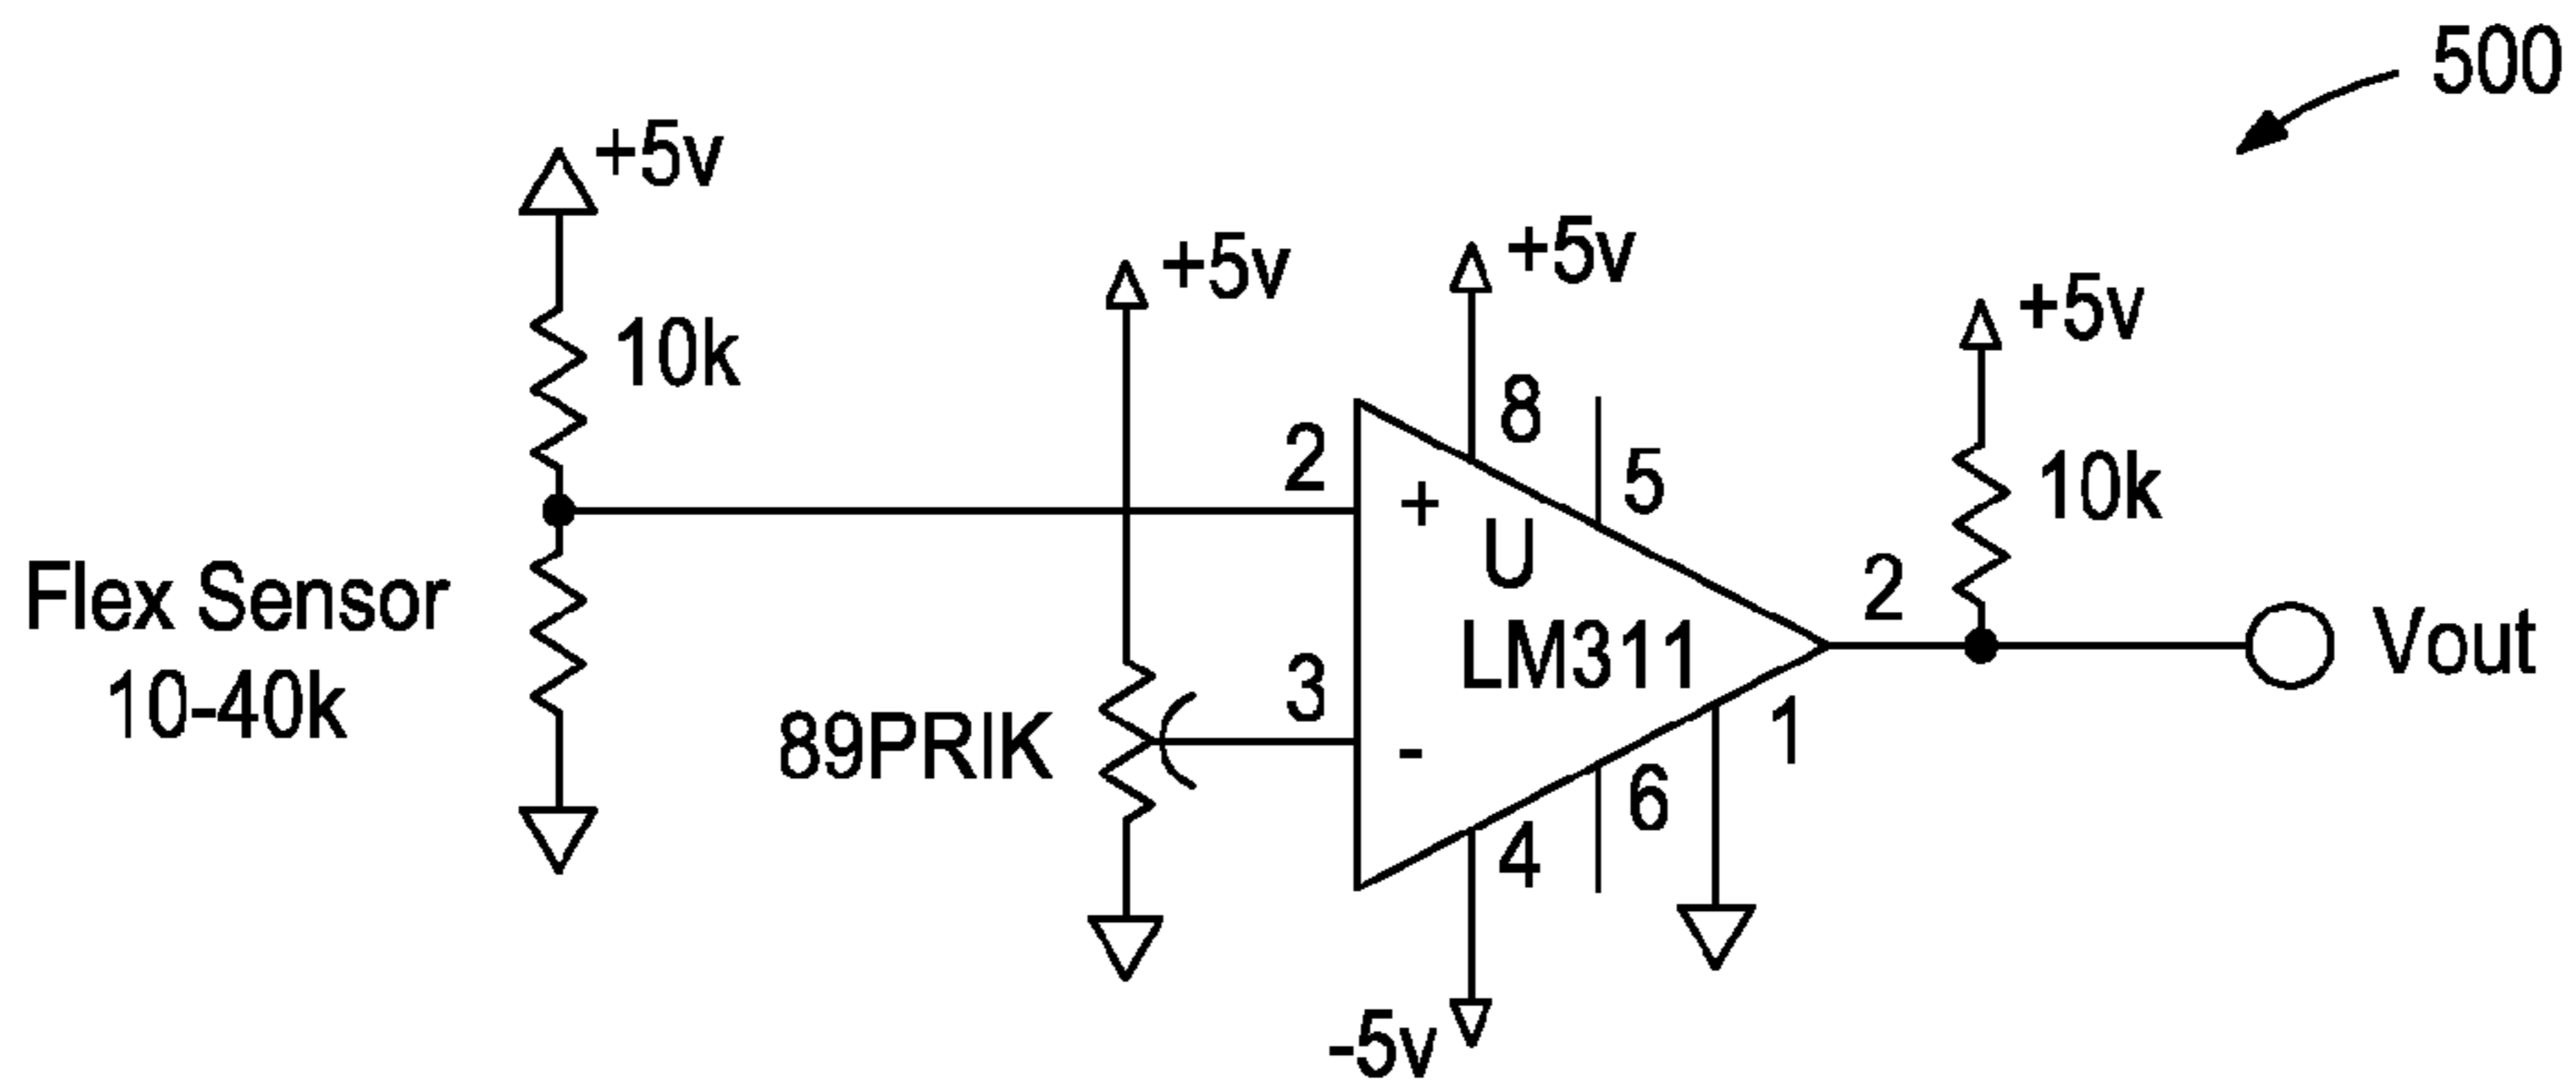 500
+5v
10k
Flex Sensor
10-40k
+5v
89PRIK
2
3
+
-
U
LM311
+5v
8
5
4
-5v
6
1
2
+5v
10k
Vout